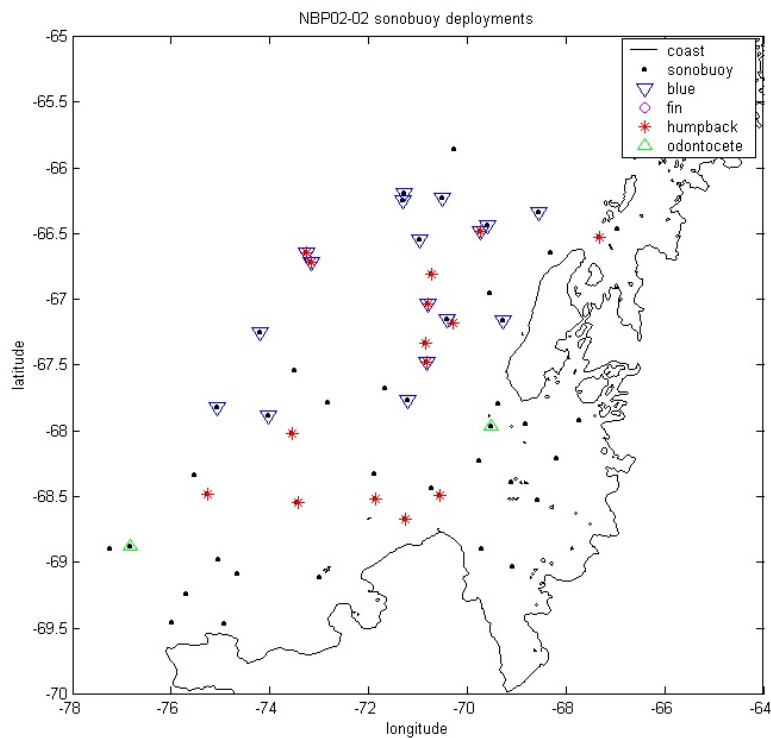 NBP02-02 sonobuoy deployments
-65
-65.5
-66
-66.5
-67
-67.5
-68
-68.5
-69
-69.5
-70
latitude
-78
-76
-74
-72
-70
-68
-66
-64
longitude
coast
sonobuoy
blue
fin
humpback
odontocete